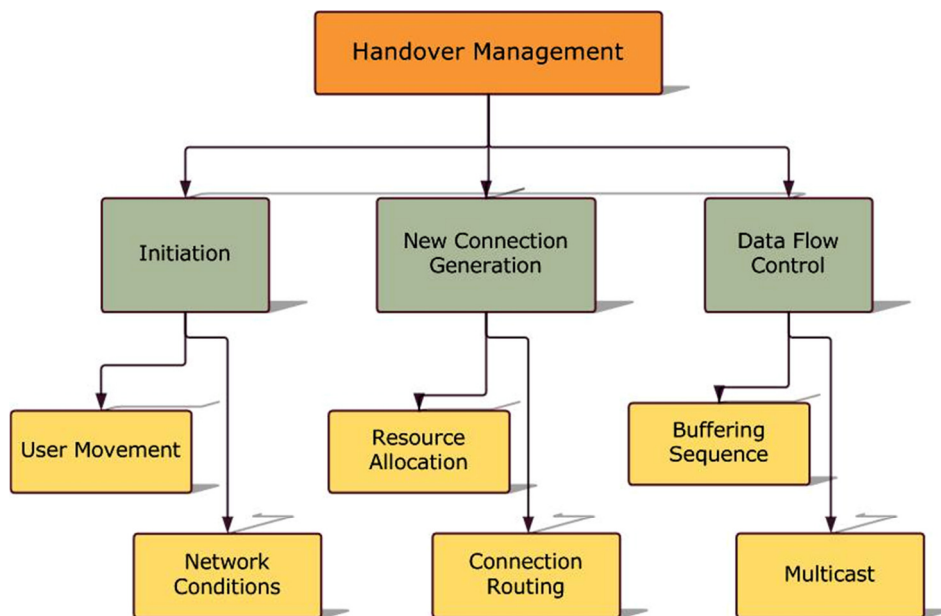 Handover Management
Initiation
New Connection
Generation
Data Flow
Control
User Movement
Resource
Allocation
Buffering
Sequence
Network
Conditions
Connection
Routing
Multicast